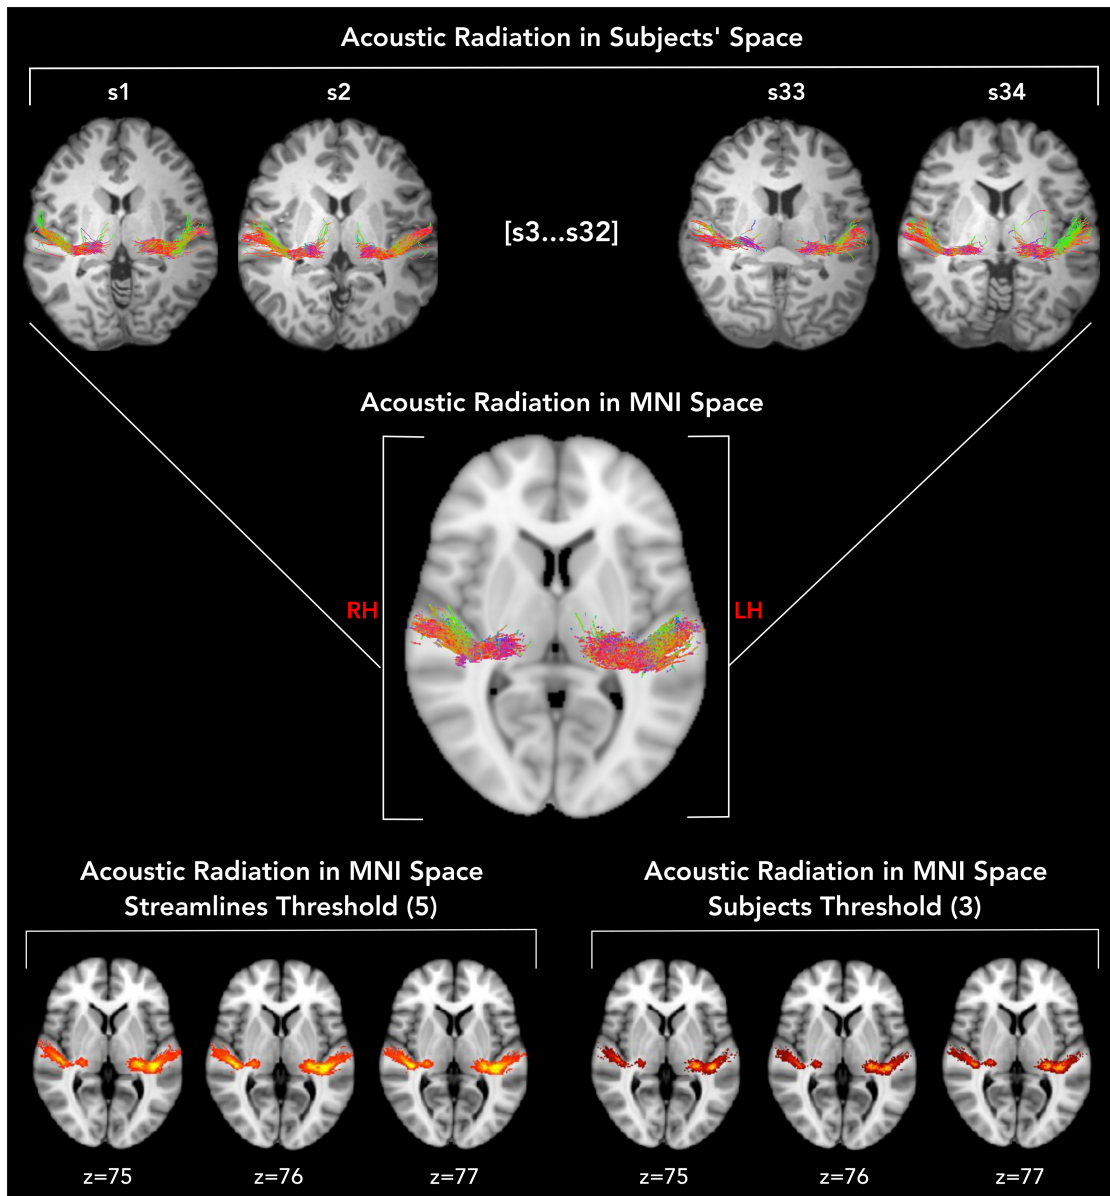 Acoustic Radiation in Subjects' Space
s1
s2
s33
s34
[s3...s32]
Acoustic Radiation in MNI Space
RH
LH
Acoustic Radiation in MNI Space
Streamlines Threshold (5)
Acoustic Radiation in MNI Space
Subjects Threshold (3)
z=75
z=76
z=77
z=75
z=76
z=77